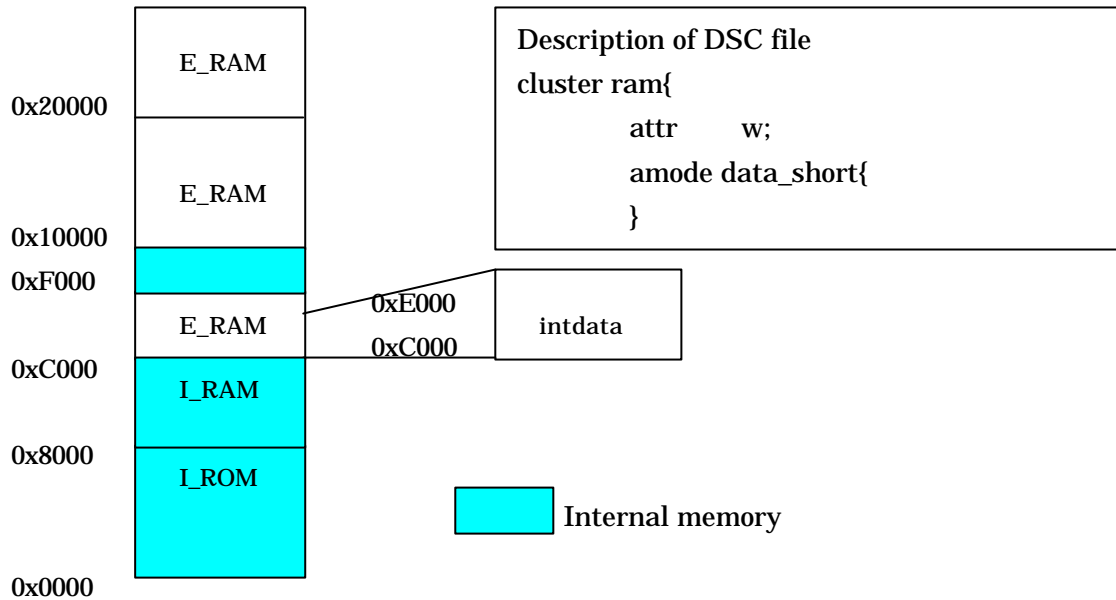 E_RAM
0x20000
E_RAM
0x10000
0xF000
E_RAM
0xC000
I_RAM
0x8000
I_ROM
0x0000
Description of DSC file
cluster ram{
attr w;
amode data_short{
}
0xE000
0xC000
intdata
Internal memory